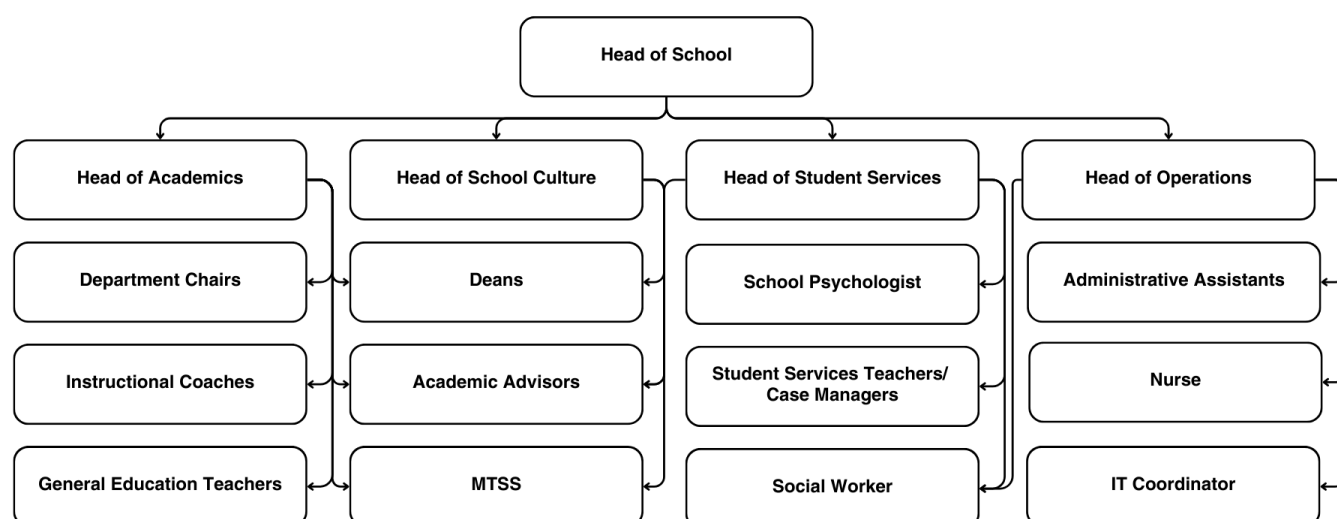 Head of School
Head of Academics
Head of School Culture
Head of Student Services
Head of Operations
Department Chairs
Deans
School Psychologist
Administrative Assistants
Instructional Coaches
Academic Advisors
Student Services Teachers/
Case Managers
Nurse
General Education Teachers
MTSS
Social Worker
IT Coordinator